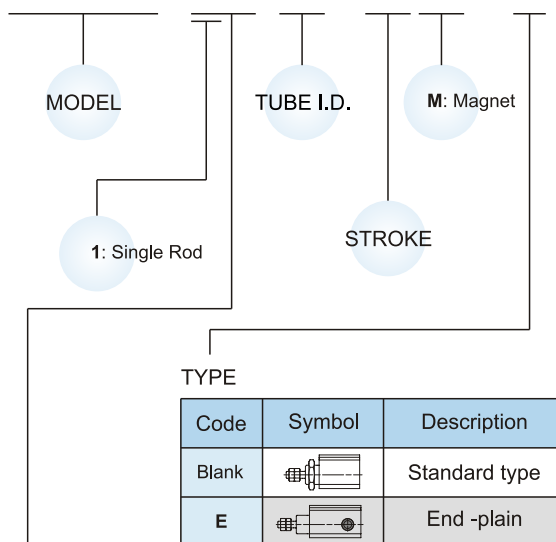 MODEL
TUBE I.D.
M: Magnet
1: Single Rod
STROKE
TYPE
Code Symbol Description
Blank Standard type
E End -plain